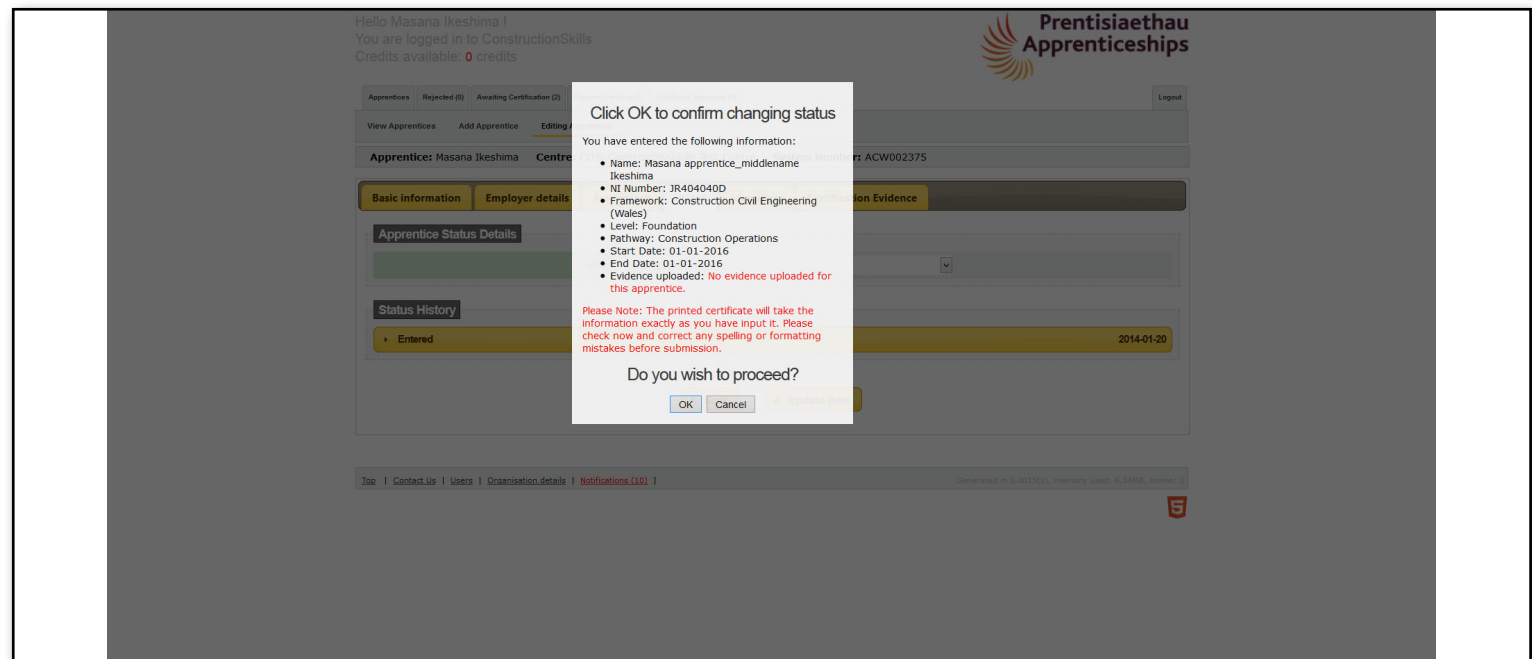 Hello Masana Ikeshima !
You are logged in to ConstructionSkills
Credits available: 0 credits
Prentisiaethau
Apprenticeships
Apprentices Rejected (0) Awaiting Certification (2) Logout
View Apprentices Add Apprentice Editing
Apprentice: Masana Ikeshima Centre: ACW002375
Basic information Employer details Evidence
Apprentice Status Details
Status History
Entered 2014-01-20
Click OK to confirm changing status
You have entered the following information:
• Name: Masana apprentice_middlename
Ikeshima
• NI Number: JR404040D
• Framework: Construction Civil Engineering
(Wales)
• Level: Foundation
• Pathway: Construction Operations
• Start Date: 01-01-2016
• End Date: 01-01-2016
• Evidence uploaded: No evidence uploaded for
this apprentice.
Please Note: The printed certificate will take the
information exactly as you have input it. Please
check now and correct any spelling or formatting
mistakes before submission.
Do you wish to proceed?
OK Cancel
Top | Contact Us | Users | Organisation details | Notifications (10) |